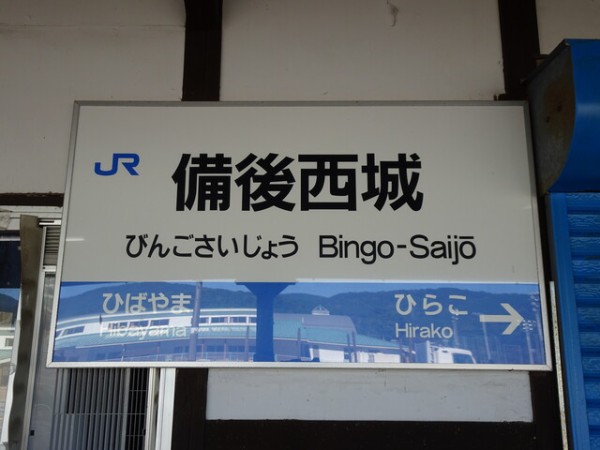 JR 備後西城
びんごさいじょう Bingo-Saijō
ひばやま ひらこ →
Hibayama Hirako